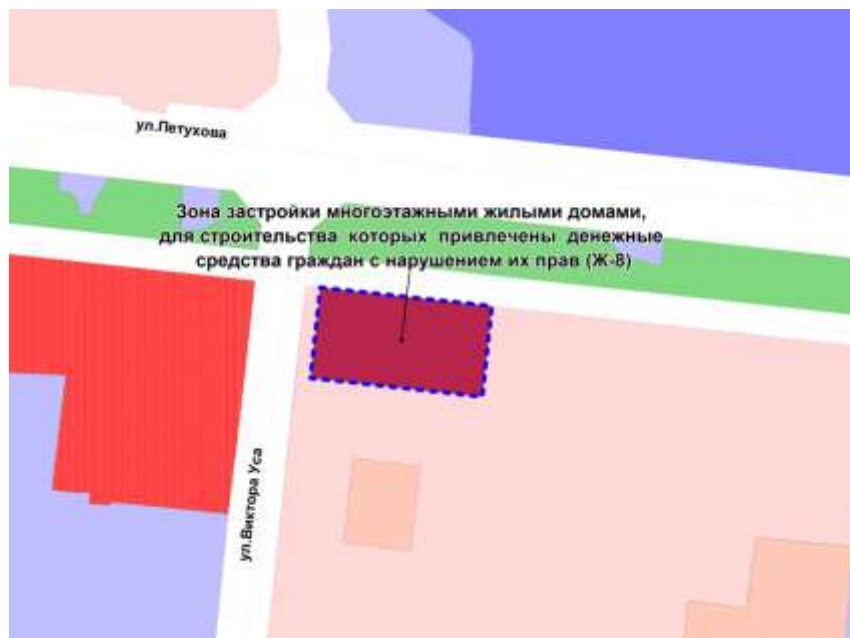 ул.Петухова
Зона застройки многоэтажными жилыми домами,
для строительства которых привлечены денежные
средства граждан с нарушением их прав (Ж-8)
ул.Виктора Уса